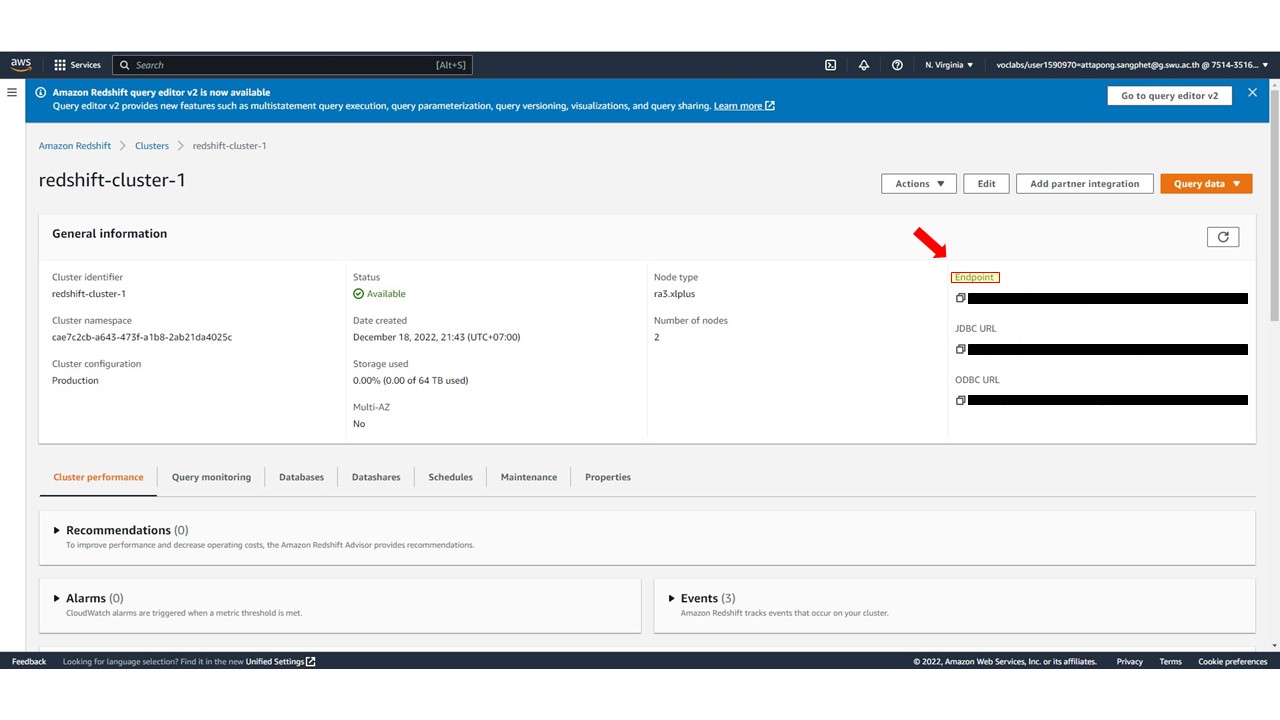 aws
Services
Search
[Alt+S]
N. Virginia
voclabs/user1590970=attapong.sangphet@g.swu.ac.th @ 7514-3516...
Amazon Redshift query editor v2 is now available
Query editor v2 provides new features such as multistatement query execution, query parameterization, query versioning, visualizations, and query sharing. Learn more
Go to query editor v2
Amazon Redshift
Clusters
redshift-cluster-1
redshift-cluster-1
Actions
Edit
Add partner integration
Query data
General information
Cluster identifier
redshift-cluster-1
Cluster namespace
cae7c2cb-a643-473f-a1b8-2ab21da4025c
Cluster configuration
Production
Status
Available
Date created
December 18, 2022, 21:43 (UTC+07:00)
Storage used
0.00% (0.00 of 64 TB used)
Multi-AZ
No
Node type
ra3.xlplus
Number of nodes
2
Endpoint
JDBC URL
ODBC URL
Cluster performance
Query monitoring
Databases
Datashares
Schedules
Maintenance
Properties
Recommendations (0)
To improve performance and decrease operating costs, the Amazon Redshift Advisor provides recommendations.
Alarms (0)
CloudWatch alarms are triggered when a metric threshold is met.
Events (3)
Amazon Redshift tracks events that occur on your cluster.
Feedback
Looking for language selection? Find it in the new Unified Settings
© 2022, Amazon Web Services, Inc. or its affiliates.
Privacy
Terms
Cookie preferences